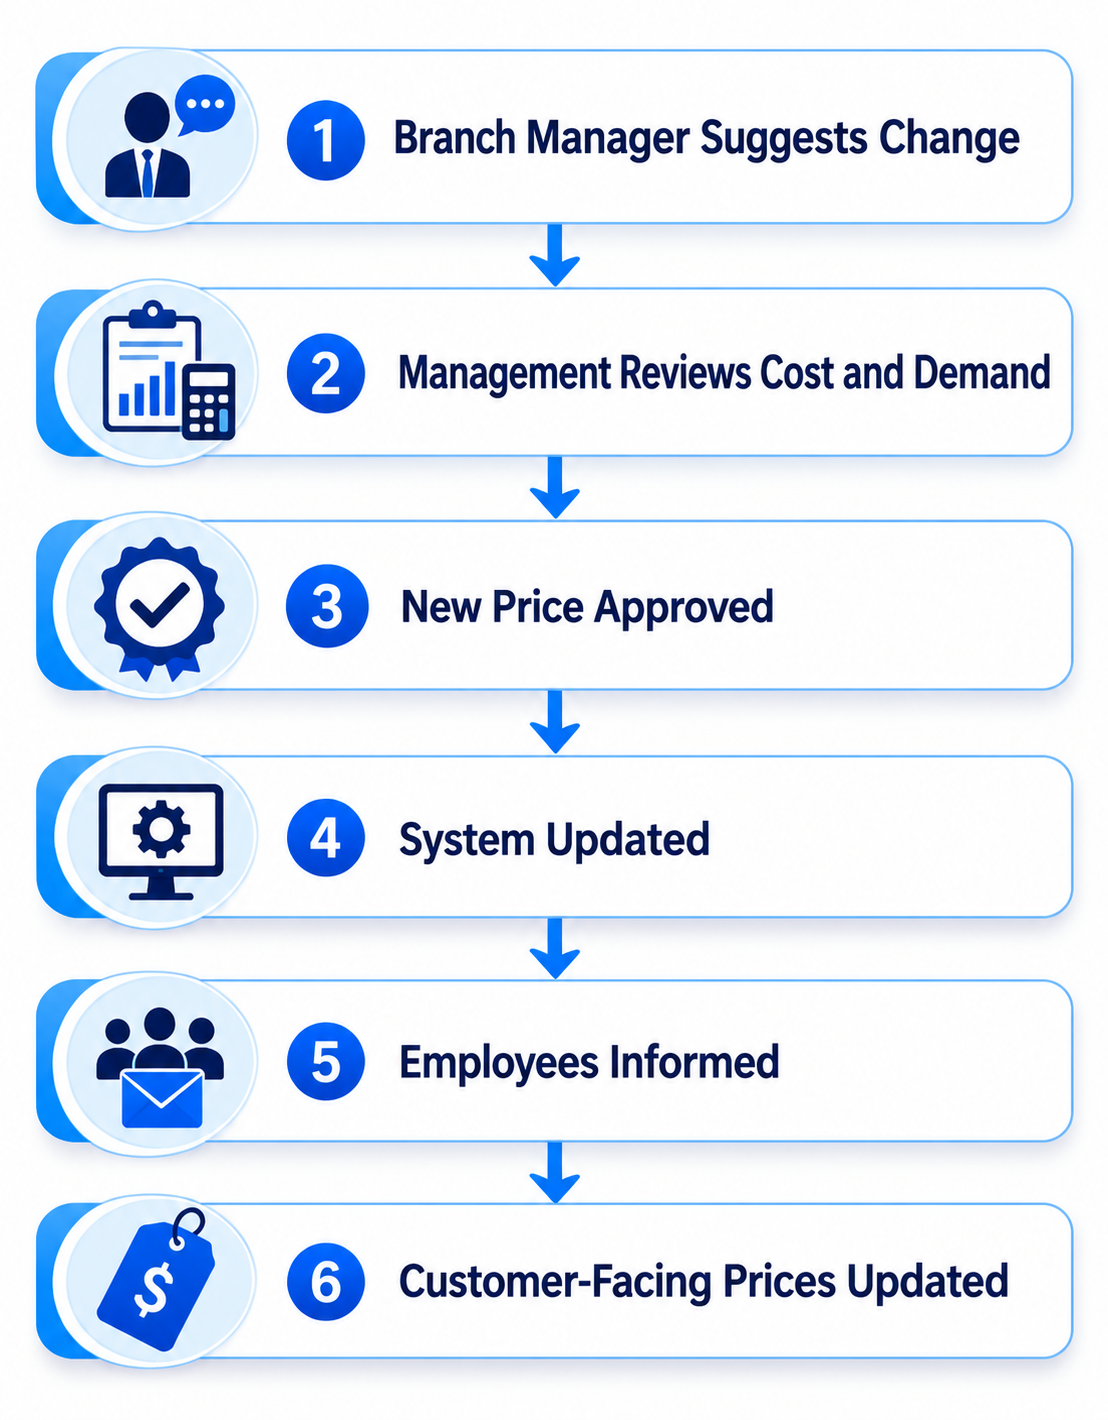 1 Branch Manager Suggests Change
2 Management Reviews Cost and Demand
3 New Price Approved
4 System Updated
5 Employees Informed
$
6 Customer-Facing Prices Updated